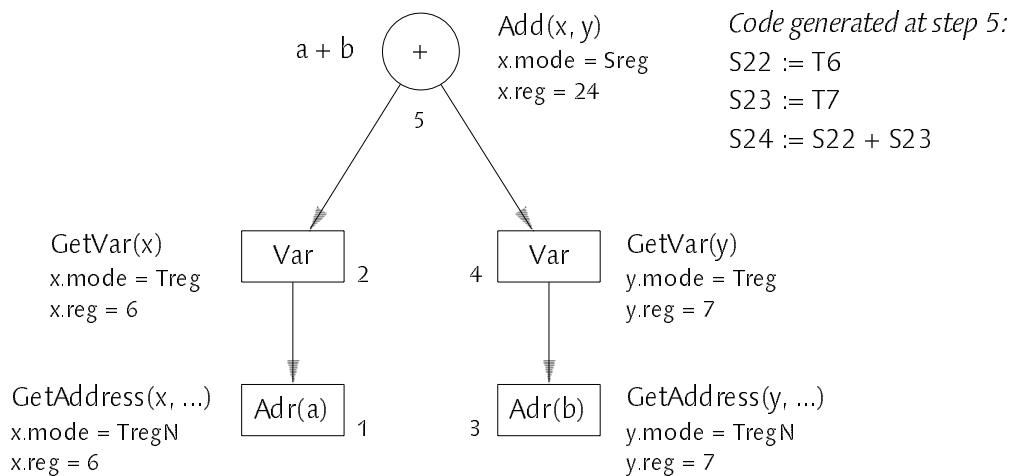 a + b
+
5
Add(x, y)
x.mode = Sreg
x.reg = 24
Code generated at step 5:
S22 := T6
S23 := T7
S24 := S22 + S23
GetVar(x)
x.mode = Treg
x.reg = 6
Var
2
4
Var
GetVar(y)
y.mode = Treg
y.reg = 7
GetAddress(x, ...)
x.mode = TregN
x.reg = 6
Adr(a)
1
3
Adr(b)
GetAddress(y, ...)
y.mode = TregN
y.reg = 7